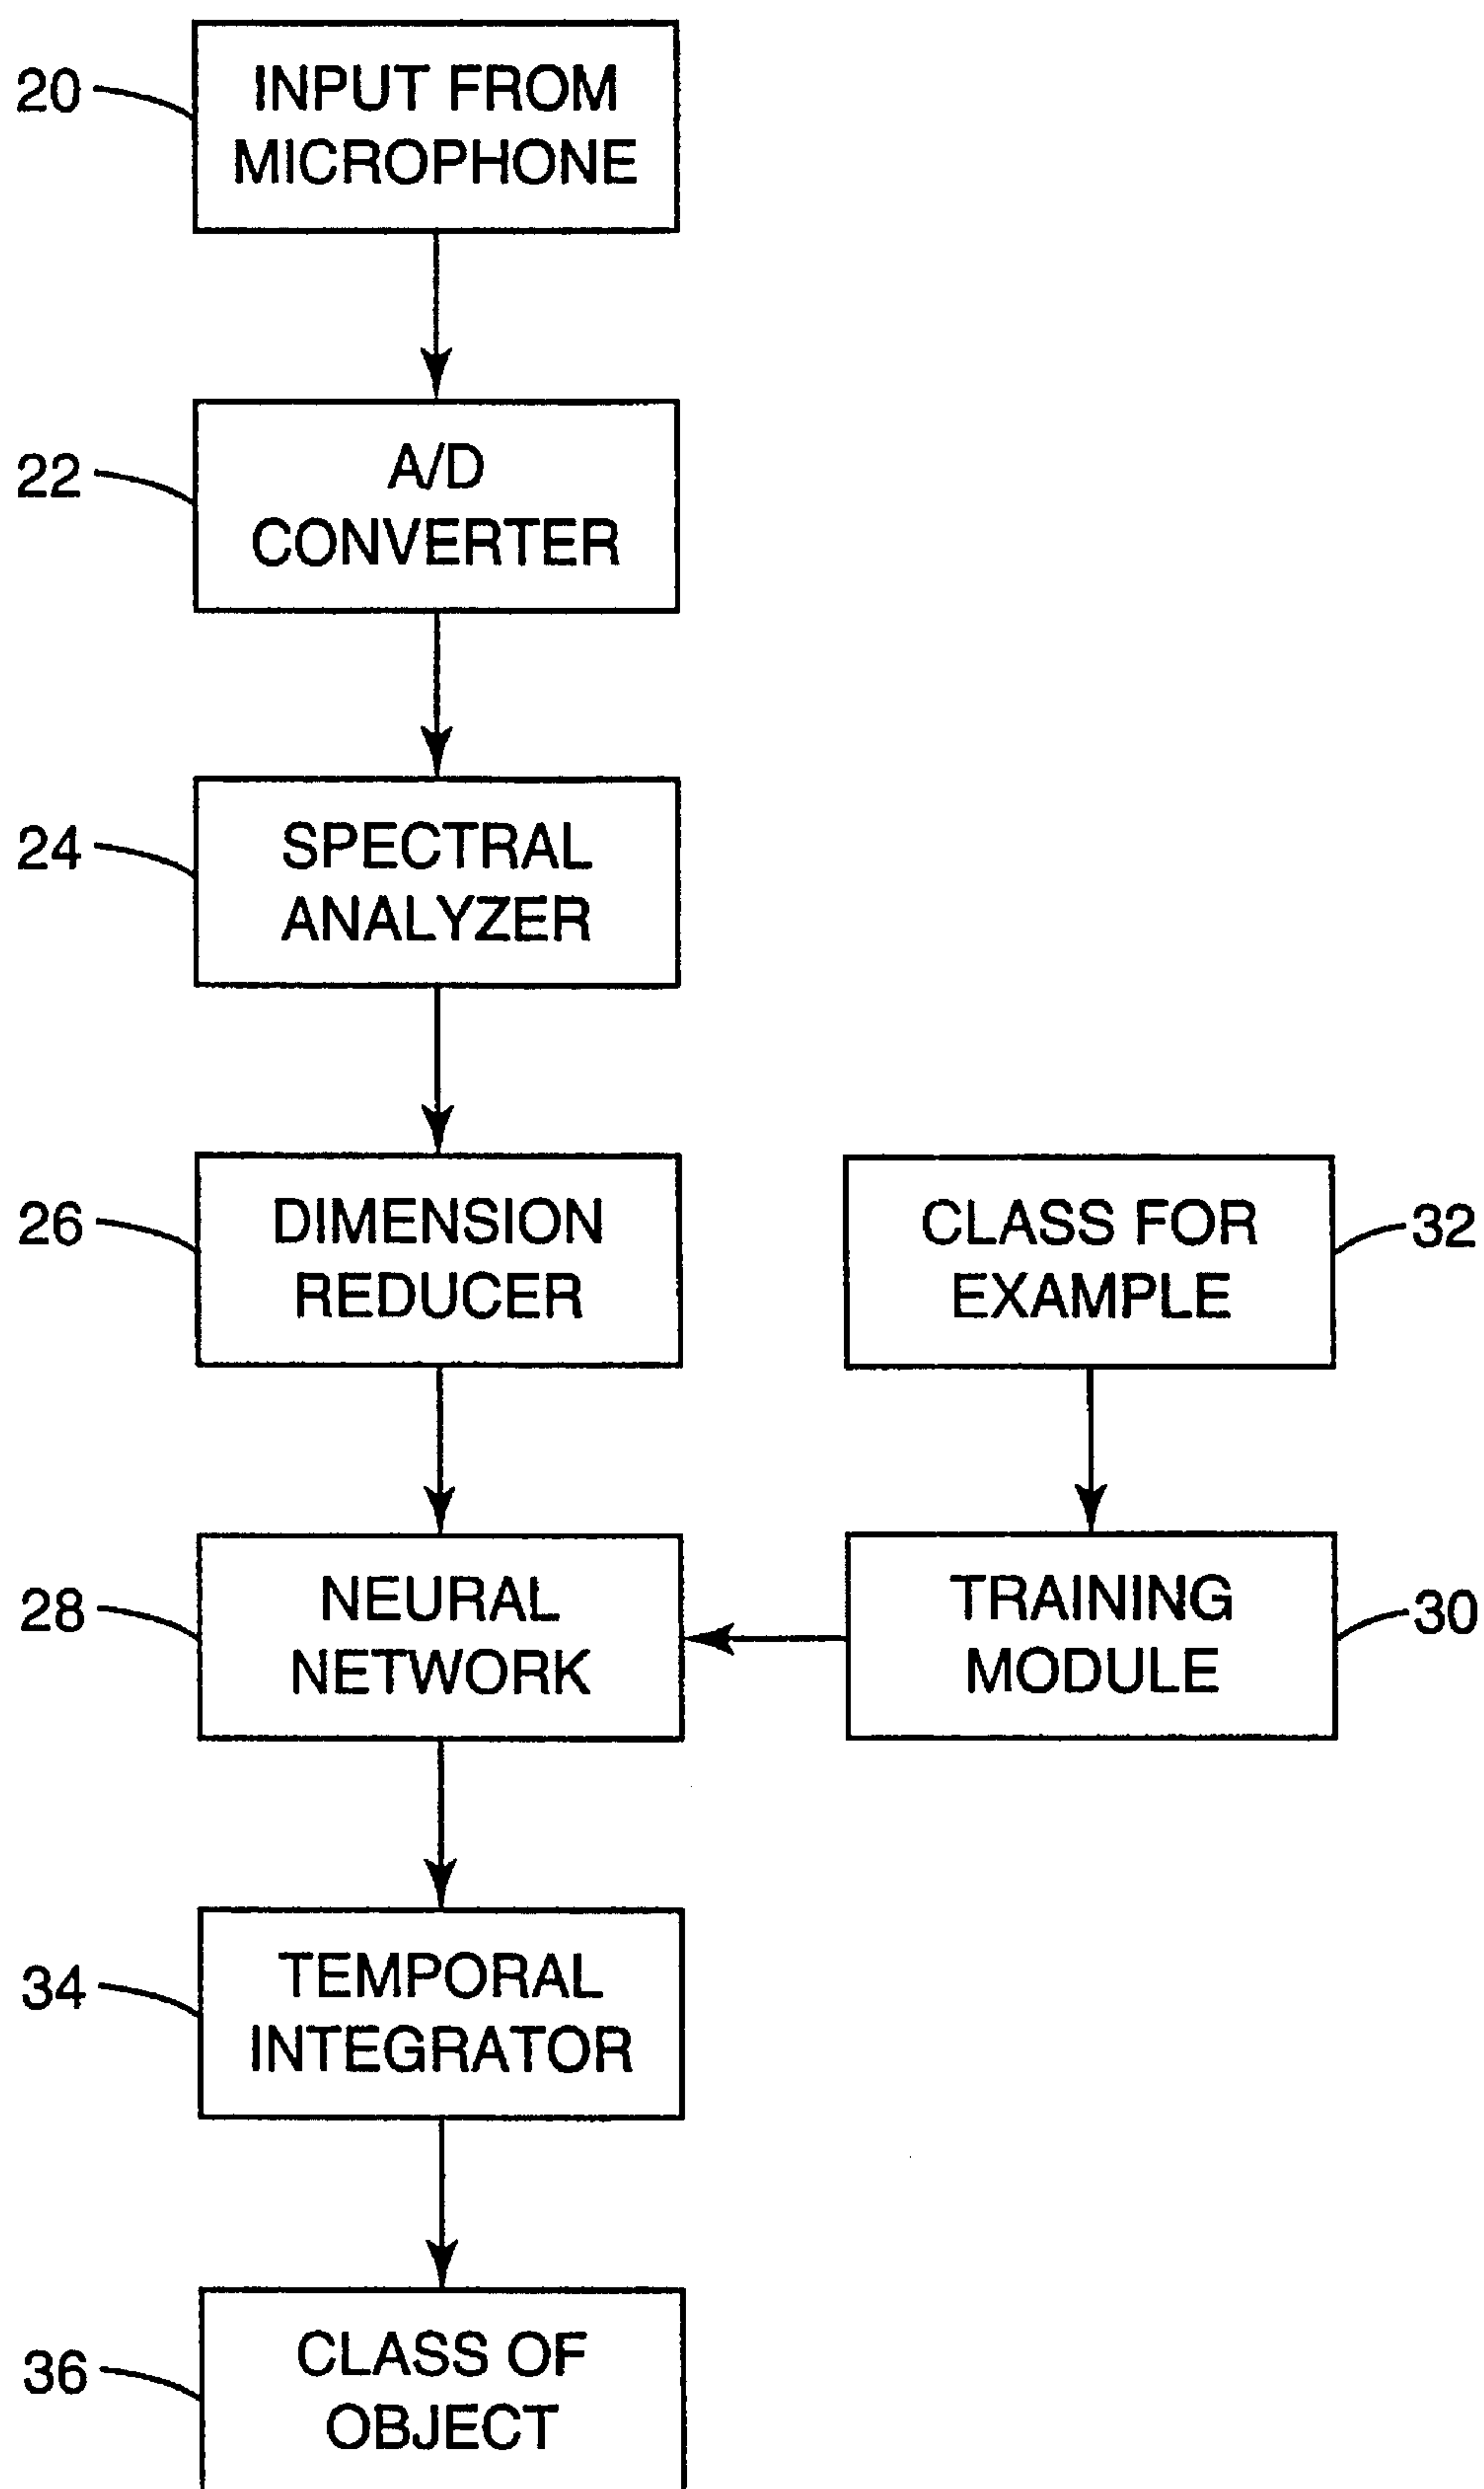 20
INPUT FROM
MICROPHONE
22
A/D
CONVERTER
24
SPECTRAL
ANALYZER
26
DIMENSION
REDUCER
CLASS FOR
EXAMPLE
32
28
NEURAL
NETWORK
TRAINING
MODULE
30
34
TEMPORAL
INTEGRATOR
36
CLASS OF
OBJECT